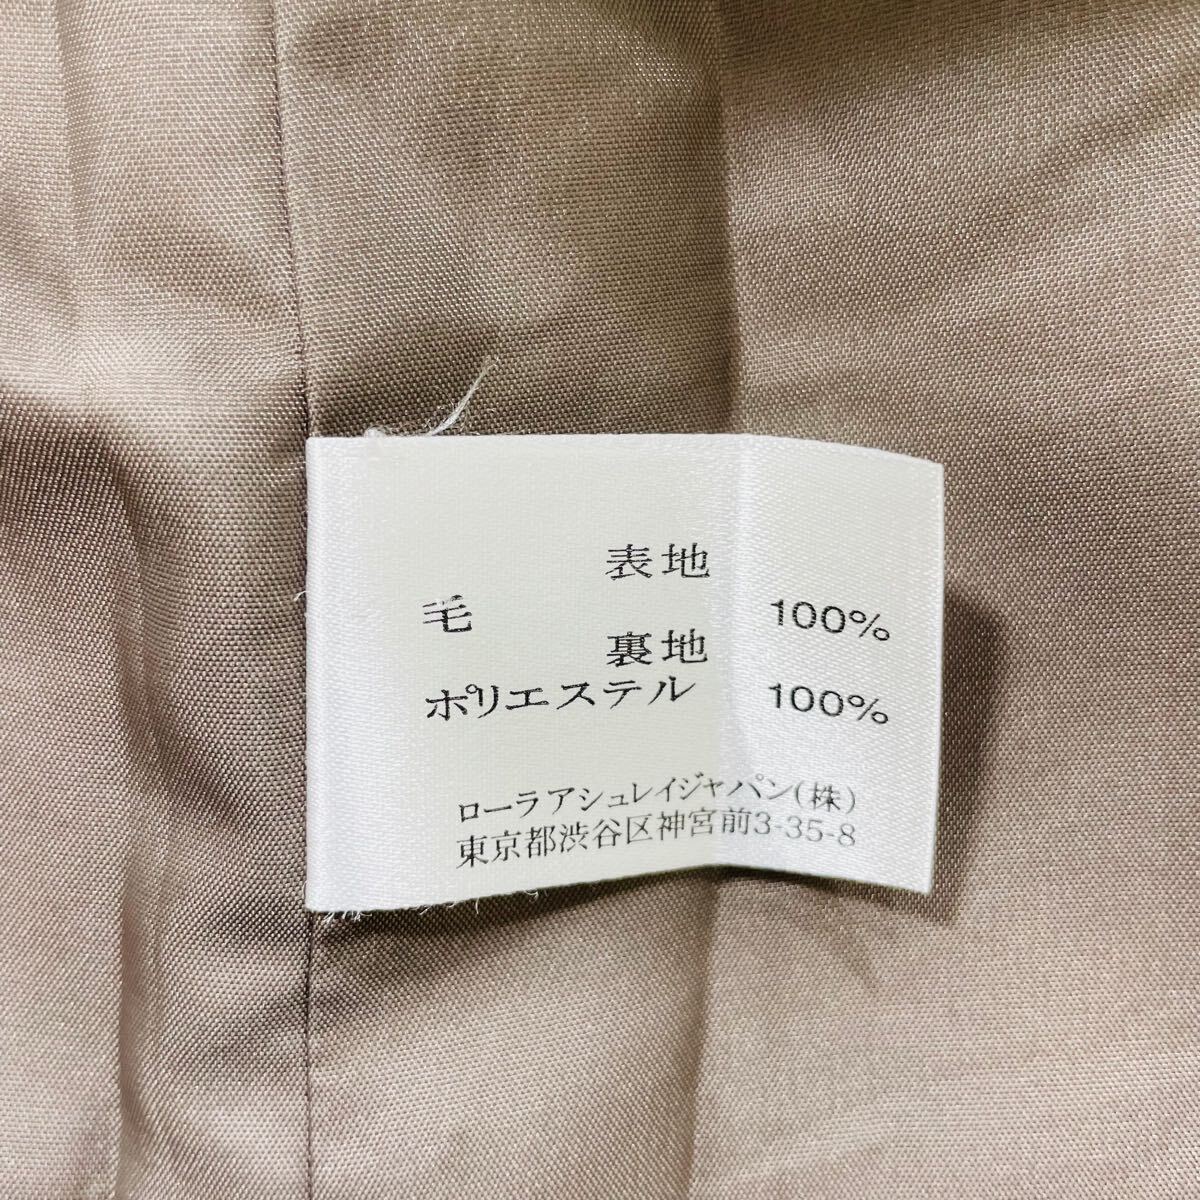 表地
毛 100%
裏地
ポリエステル 100%
ローラアシュレイジャパン(株)
東京都渋谷区神宮前3-35-8